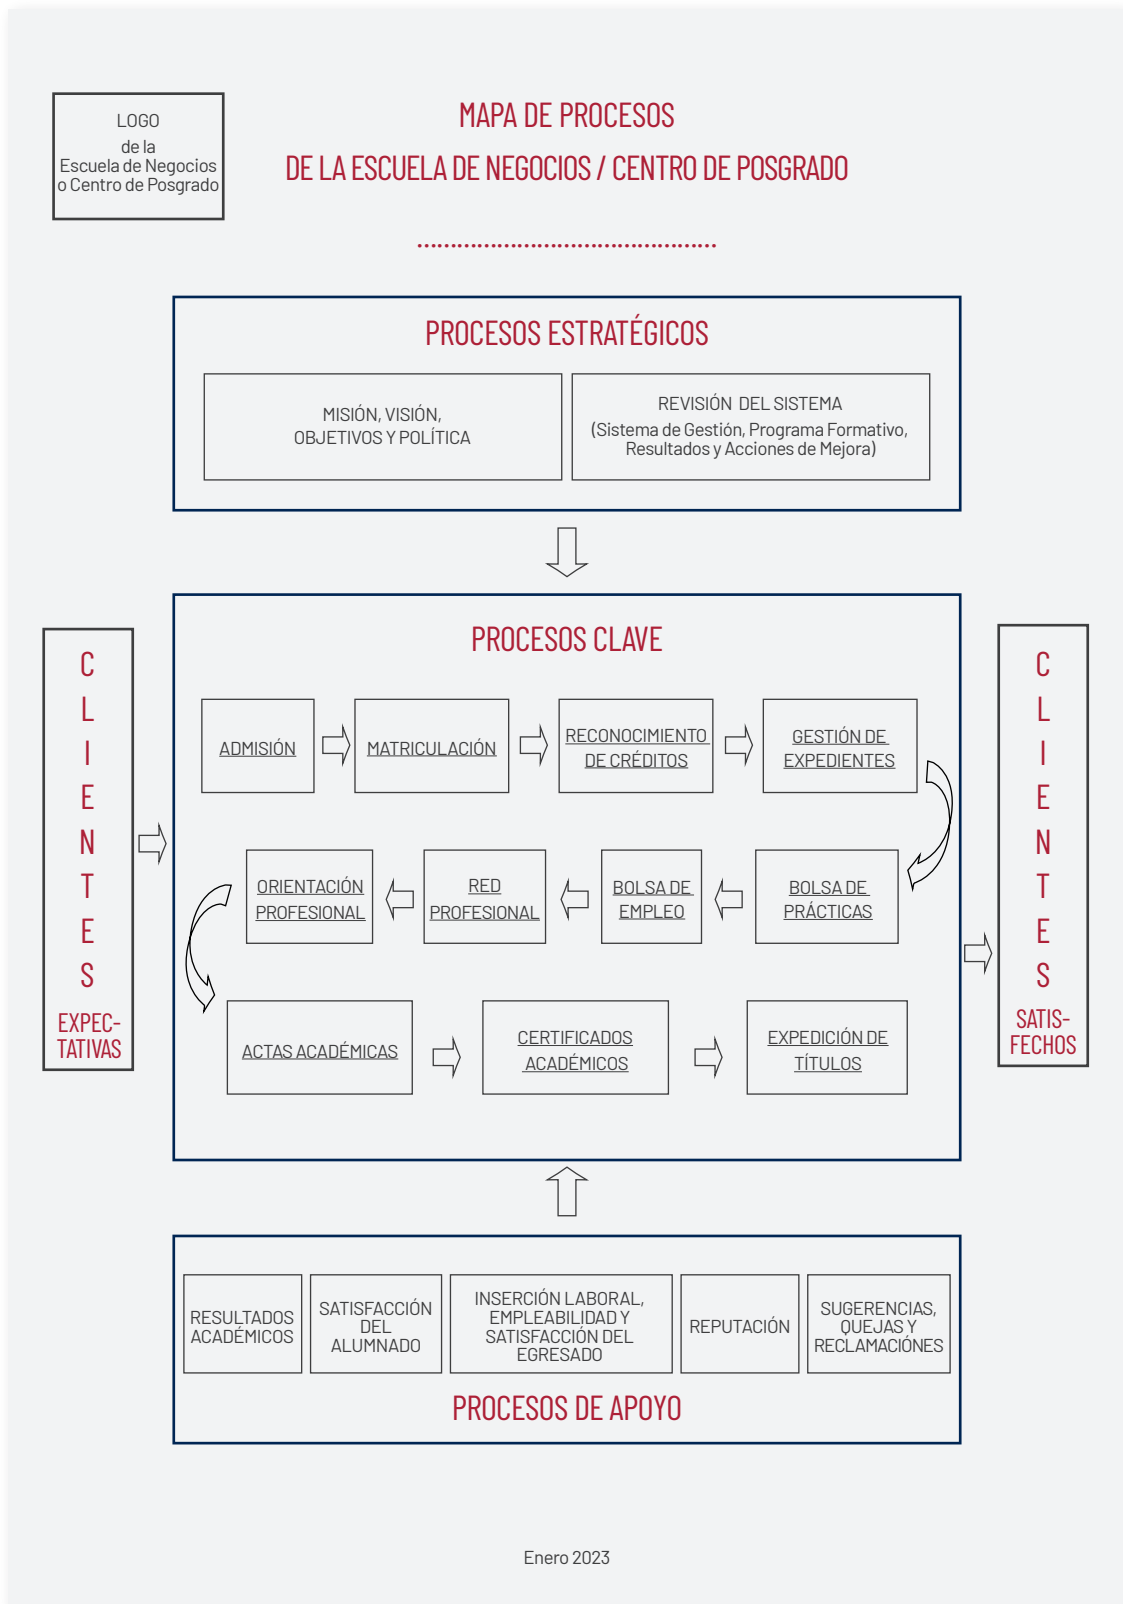 LOGO
de la
Escuela de Negocios
o Centro de Posgrado
MAPA DE PROCESOS
DE LA ESCUELA DE NEGOCIOS / CENTRO DE POSGRADO
............................................
PROCESOS ESTRATÉGICOS
MISIÓN, VISIÓN,
OBJETIVOS Y POLÍTICA
REVISIÓN DEL SISTEMA
(Sistema de Gestión, Programa Formativo,
Resultados y Acciones de Mejora)
CLIENTES
EXPEC-
TATIVAS
PROCESOS CLAVE
ADMISIÓN
MATRICULACIÓN
RECONOCIMIENTO
DE CRÉDITOS
GESTIÓN DE
EXPEDIENTES
ORIENTACIÓN
PROFESIONAL
RED
PROFESIONAL
BOLSA DE
EMPLEO
BOLSA DE
PRÁCTICAS
ACTAS ACADÉMICAS
CERTIFICADOS
ACADÉMICOS
EXPEDICIÓN DE
TÍTULOS
CLIENTES
SATIS-
FECHOS
RESULTADOS
ACADÉMICOS
SATISFACCIÓN
DEL
ALUMNADO
INSERCIÓN LABORAL,
EMPLEABILIDAD Y
SATISFACCIÓN DEL
EGRESADO
REPUTACIÓN
SUGERENCIAS,
QUEJAS Y
RECLAMACIÓNES
PROCESOS DE APOYO
Enero 2023